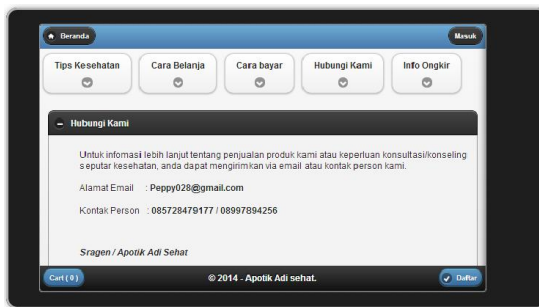 Beranda
Masuk
Tips Kesehatan
Cara Belanja
Cara bayar
Hubungi Kami
Info Ongkir
Hubungi Kami
Untuk infomasi lebih lanjut tentang penjualan produk kami atau keperluan konsultasi/konseling
seputar kesehatan, anda dapat mengirimkan via email atau kontak person kami.
Alamat Email : Peppy028@gmail.com
Kontak Person : 085728479177 / 08997894256
Sragen / Apotik Adi Sehat
Cart ( 0 )
© 2014 - Apotik Adi sehat.
Daftar